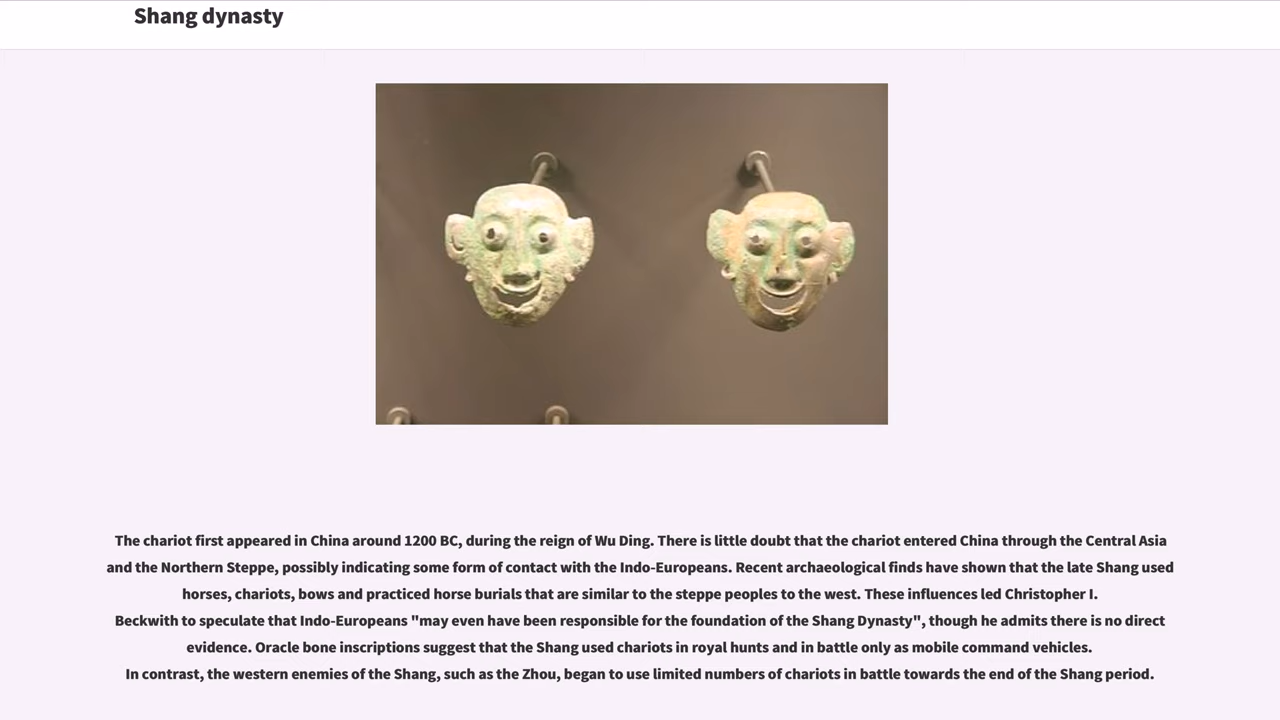 Shang dynasty
The chariot first appeared in China around 1200 BC, during the reign of Wu Ding. There is little doubt that the chariot entered China through the Central Asia
and the Northern Steppe, possibly indicating some form of contact with the Indo-Europeans. Recent archaeological finds have shown that the late Shang used
horses, chariots, bows and practiced horse burials that are similar to the steppe peoples to the west. These influences led Christopher I.
Beckwith to speculate that Indo-Europeans "may even have been responsible for the foundation of the Shang Dynasty", though he admits there is no direct
evidence. Oracle bone inscriptions suggest that the Shang used chariots in royal hunts and in battle only as mobile command vehicles.
In contrast, the western enemies of the Shang, such as the Zhou, began to use limited numbers of chariots in battle towards the end of the Shang period.